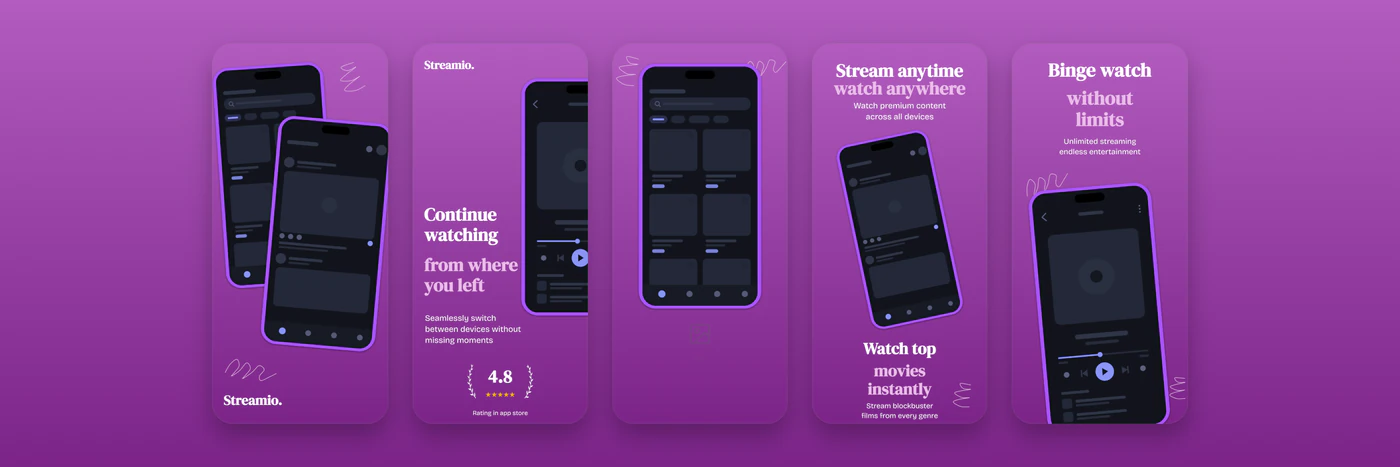 Streamio.
Streamio.
Continue
watching
from where
you left
Seamlessly switch
between devices without
missing moments
4.8
★★★★★
Rating in app store
Stream anytime
watch anywhere
Watch premium content
across all devices
Watch top
movies
instantly
Stream blockbuster
films from every genre
Binge watch
without
limits
Unlimited streaming
endless entertainment